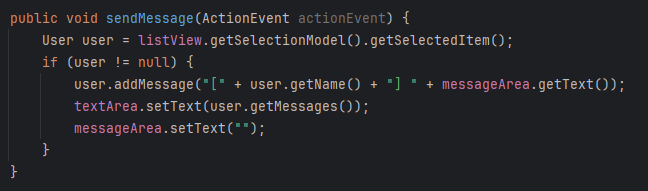 public void sendMessage(ActionEvent actionEvent) {
    User user = listView.getSelectionModel().getSelectedItem();
    if (user != null) {
        user.addMessage("[" + user.getName() + "] " + messageArea.getText());
        textArea.setText(user.getMessages());
        messageArea.setText("");
    }
}